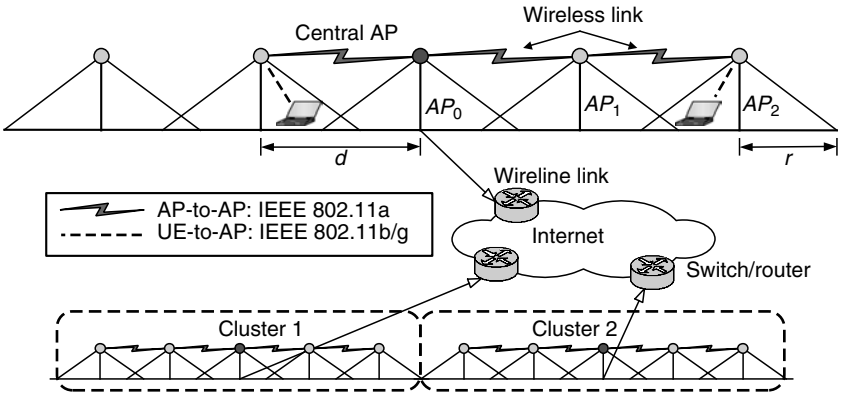 Wireless link
Central AP
AP0
AP1
AP2
d
r
Wireline link
AP-to-AP: IEEE 802.11a
UE-to-AP: IEEE 802.11b/g
Internet
Switch/router
Cluster 1
Cluster 2